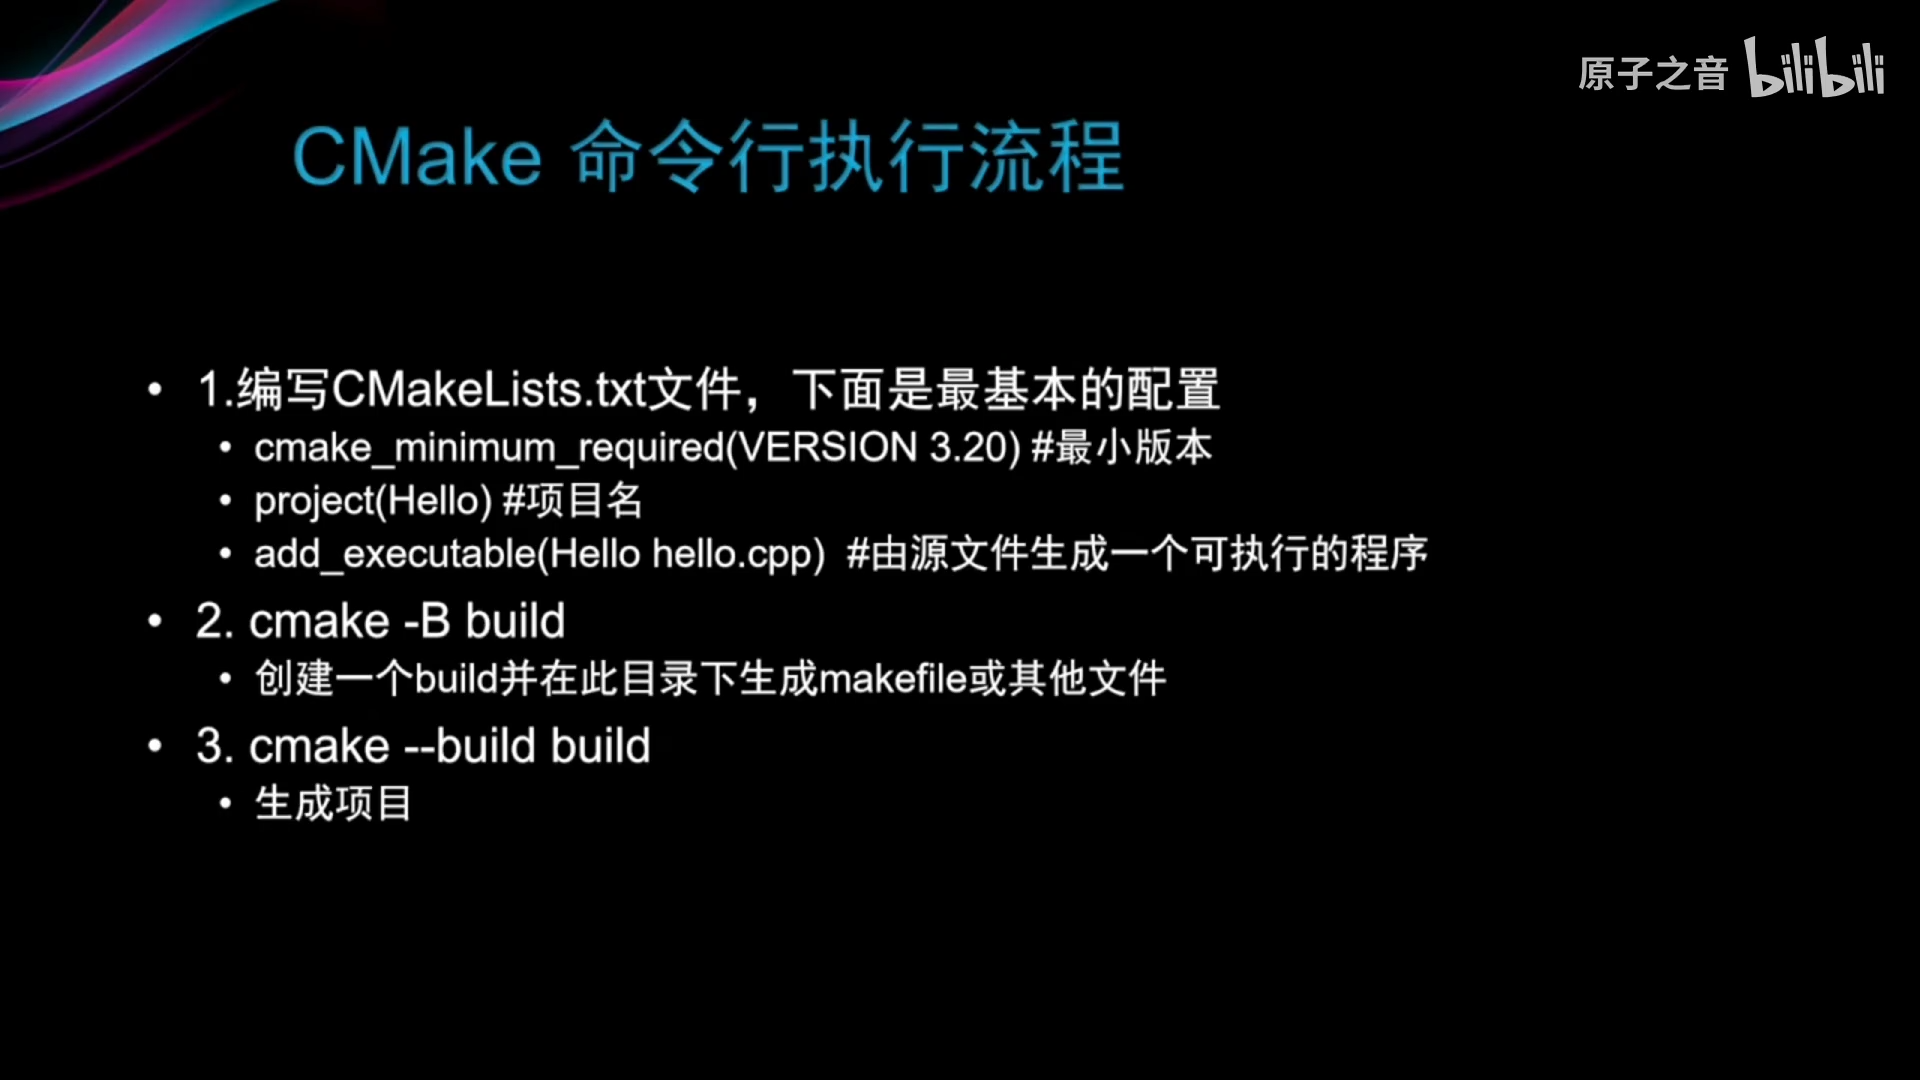 原子之音 bilibili
CMake 命令行执行流程
• 1.编写CMakeLists.txt文件，下面是最基本的配置
• cmake_minimum_required(VERSION 3.20) #最小版本
• project(Hello) #项目名
• add_executable(Hello hello.cpp) #由源文件生成一个可执行的程序
• 2. cmake -B build
• 创建一个build并在此目录下生成makefile或其他文件
• 3. cmake --build build
• 生成项目